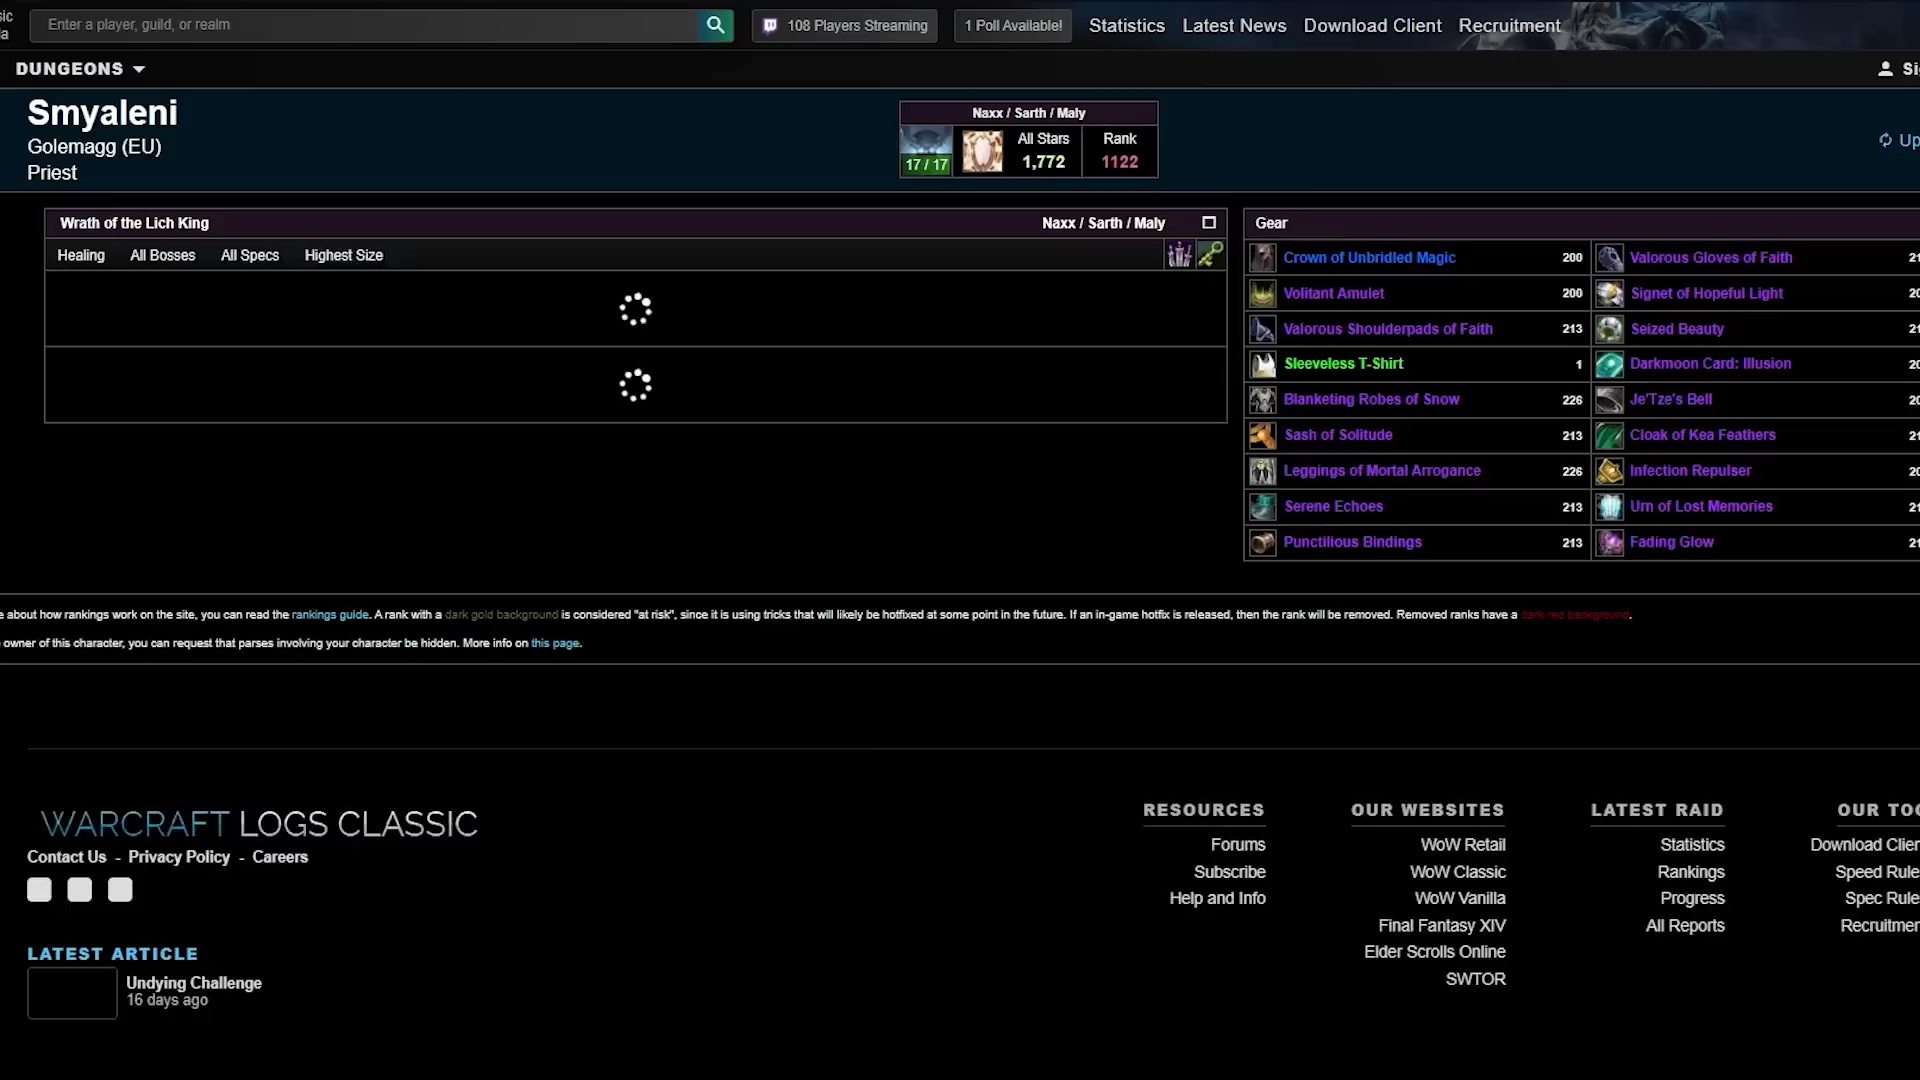 Enter a player, guild, or realm
108 Players Streaming
1 Poll Available!
Statistics
Latest News
Download Client
Recruitment
DUNGEONS
Smyaleni
Golemagg (EU)
Priest
Naxx / Sarth / Maly
17 / 17
All Stars
1,772
Rank
1122
Wrath of the Lich King
Naxx / Sarth / Maly
Healing
All Bosses
All Specs
Highest Size
Gear
Crown of Unbridled Magic 200
Valorous Gloves of Faith
Volitant Amulet 200
Signet of Hopeful Light
Valorous Shoulderpads of Faith 213
Seized Beauty
Sleeveless T-Shirt 1
Darkmoon Card: Illusion
Blanketing Robes of Snow 226
Je'Tze's Bell
Sash of Solitude 213
Cloak of Kea Feathers
Leggings of Mortal Arrogance 226
Infection Repulser
Serene Echoes 213
Urn of Lost Memories
Punctilious Bindings 213
Fading Glow
about how rankings work on the site, you can read the rankings guide. A rank with a dark gold background is considered "at risk", since it is using tricks that will likely be hotfixed at some point in the future. If an in-game hotfix is released, then the rank will be removed. Removed ranks have a dark red background.
owner of this character, you can request that parses involving your character be hidden. More info on this page.
WARCRAFT LOGS CLASSIC
Contact Us - Privacy Policy - Careers
LATEST ARTICLE
Undying Challenge
16 days ago
RESOURCES
Forums
Subscribe
Help and Info
OUR WEBSITES
WoW Retail
WoW Classic
WoW Vanilla
Final Fantasy XIV
Elder Scrolls Online
SWTOR
LATEST RAID
Statistics
Rankings
Progress
All Reports
OUR TOO
Download Clien
Speed Rule
Spec Rule
Recruitmen